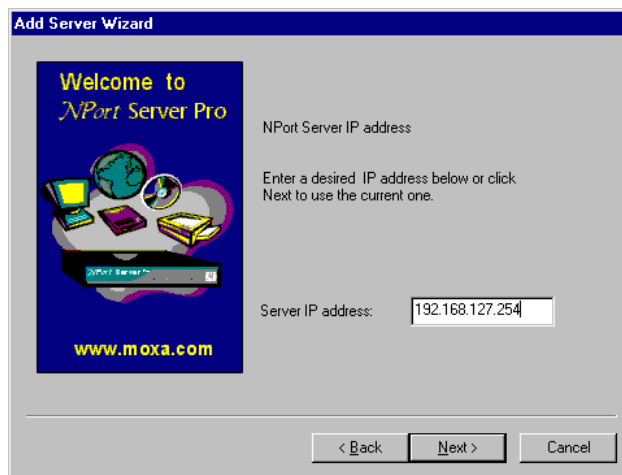 Add Server Wizard
Welcome to
NPort Server Pro
NPort Server IP address
Enter a desired IP address below or click
Next to use the current one.
NPort Server
Server IP address: 192.168.127.254
www.moxa.com
< Back Next > Cancel